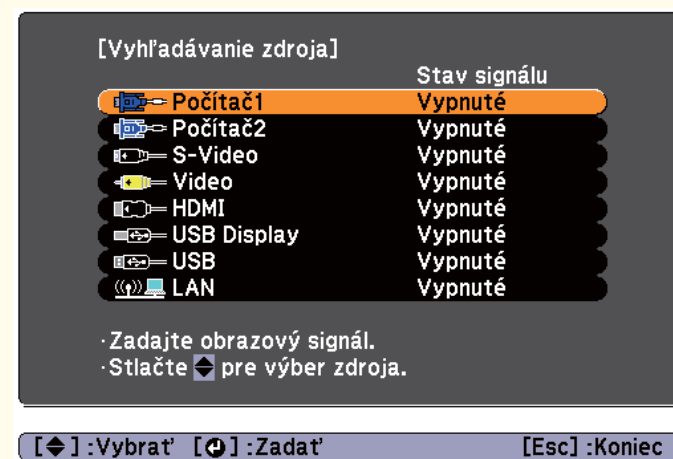 [Vyhľadávanie zdroja]
Stav signálu
Počítač1 Vypnuté
Počítač2 Vypnuté
S-Video Vypnuté
Video Vypnuté
HDMI Vypnuté
USB Display Vypnuté
USB Vypnuté
LAN Vypnuté
·Zadajte obrazový signál.
·Stlačte pre výber zdroja.
[ ] :Vybrať [ ] :Zadať [Esc] :Koniec